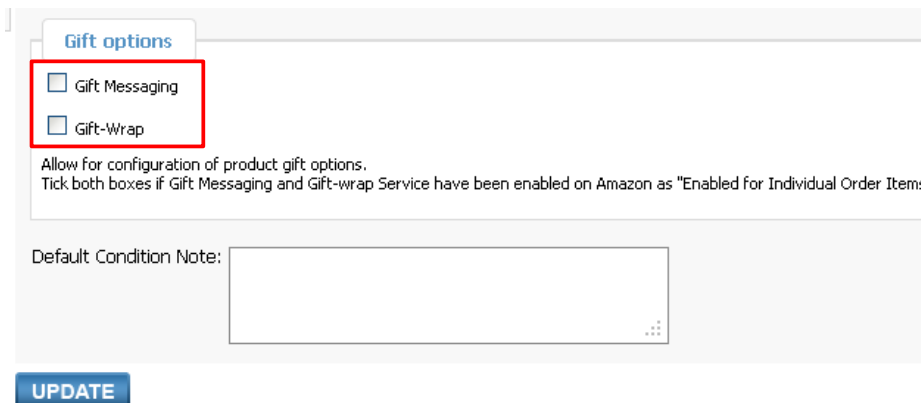 Gift options
Gift Messaging
Gift-Wrap
Allow for configuration of product gift options.
Tick both boxes if Gift Messaging and Gift-wrap Service have been enabled on Amazon as "Enabled for Individual Order Items
Default Condition Note:
UPDATE